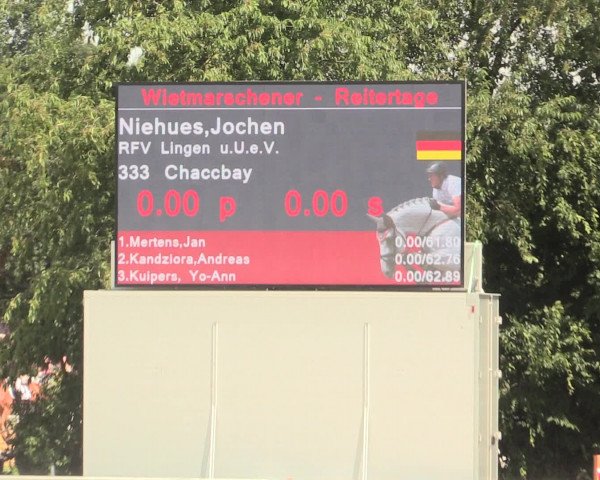 Wietmarschener - Reitertage
Niehues,Jochen
RFV Lingen u.U.e.V.
333 Chaccbay
0.00 p 0.00 s
1.Mertens,Jan 0.00/61.80
2.Kandziora,Andreas 0.00/62.76
3.Kuipers, Yo-Ann 0.00/62.89